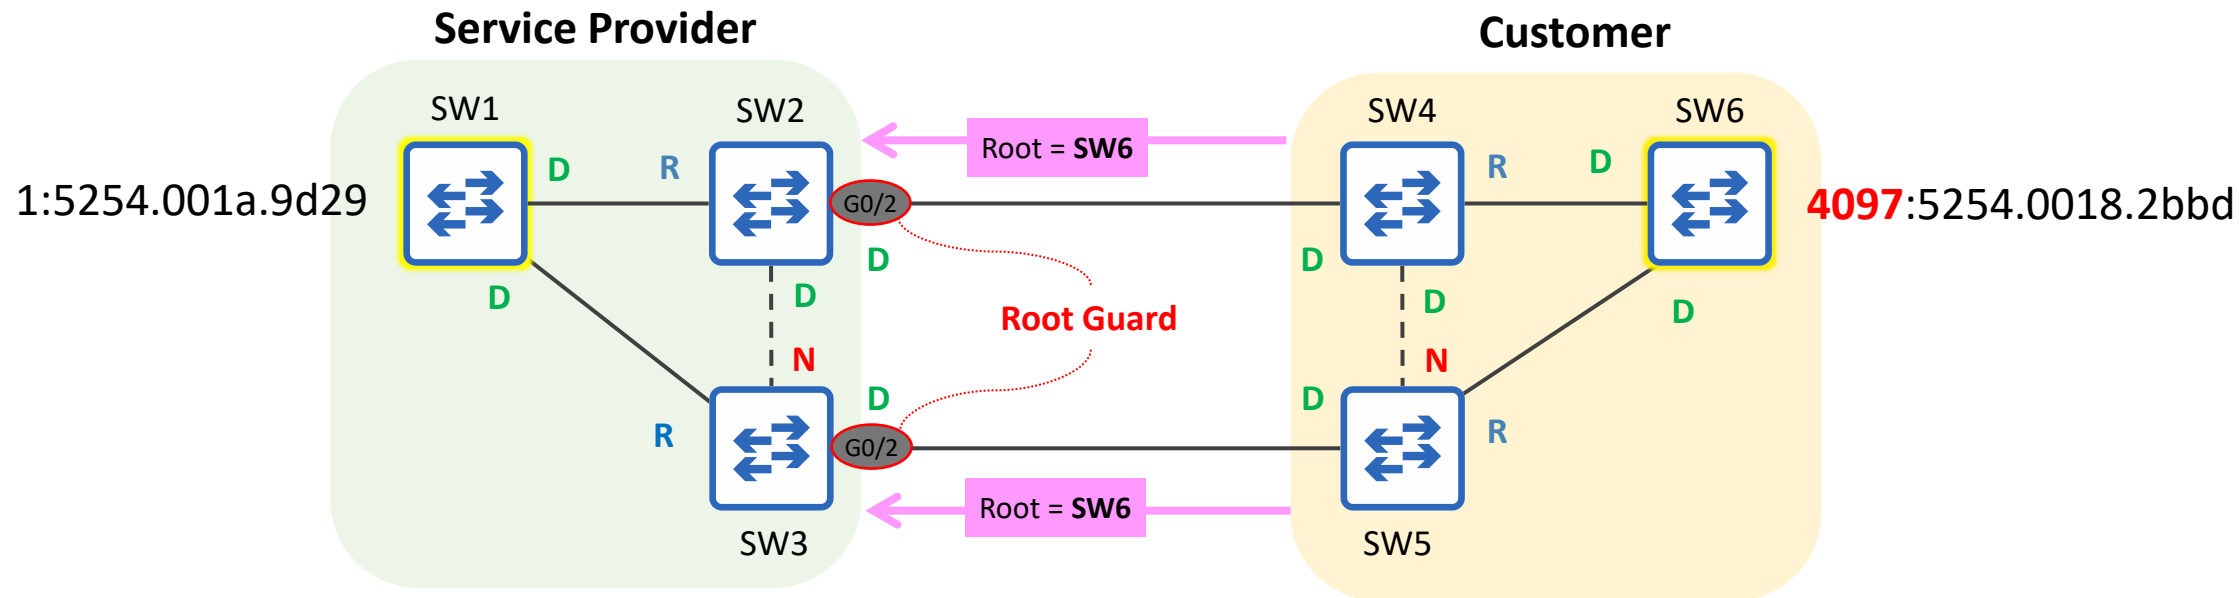 Service Provider
Customer
SW1
SW2
SW4
SW6
Root = SW6
D
R
R
D
1:5254.001a.9d29
G0/2
4097:5254.0018.2bbd
D
D
D
D
D
D
Root Guard
N
N
D
D
R
G0/2
R
Root = SW6
SW3
SW5